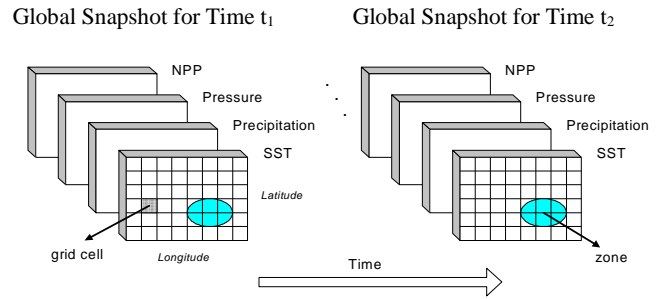 Global Snapshot for Time t₁
Global Snapshot for Time t₂
NPP
Pressure
Precipitation
SST
Latitude
grid cell
Longitude
NPP
Pressure
Precipitation
SST
zone
Time